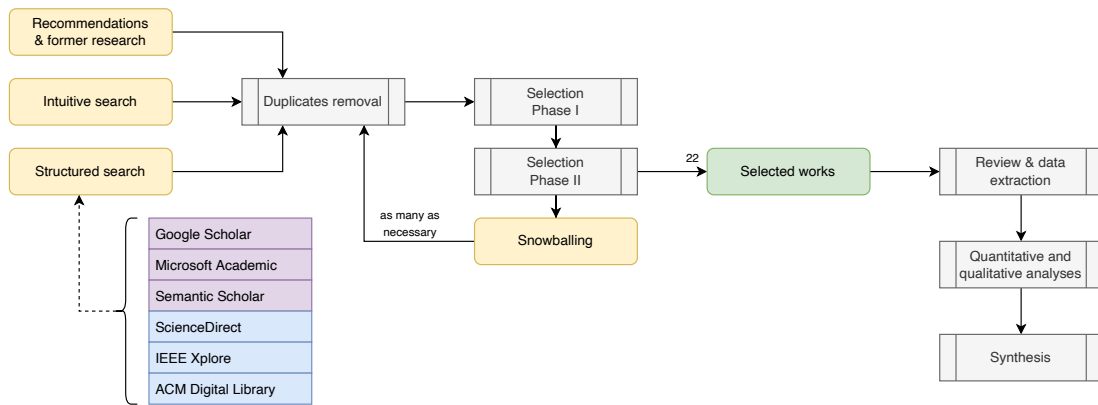 Recommendations
& former research
Intuitive search
Structured search
Duplicates removal
Selection
Phase I
Selection
Phase II
Snowballing
as many as
necessary
22
Selected works
Review & data
extraction
Quantitative and
qualitative analyses
Synthesis
Google Scholar
Microsoft Academic
Semantic Scholar
ScienceDirect
IEEE Xplore
ACM Digital Library